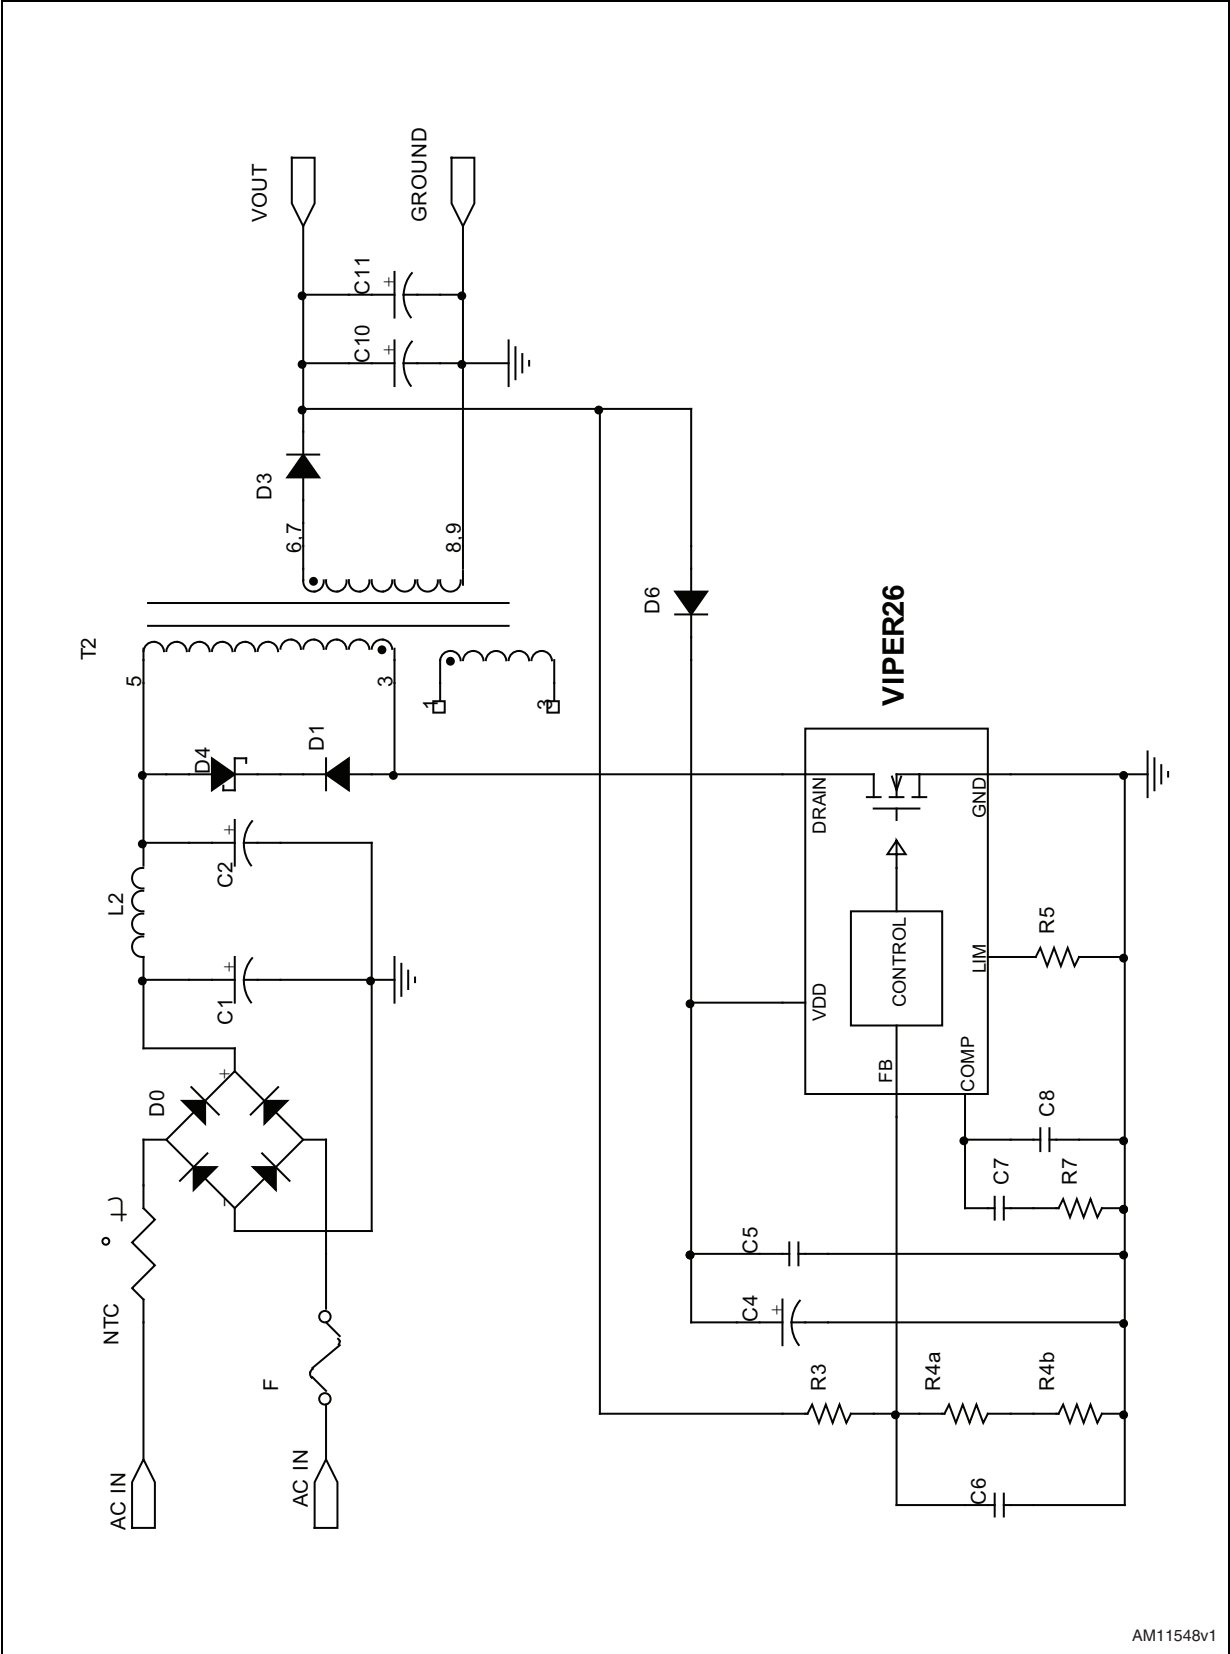 AC IN
AC IN
NTC
t°
F
D0
+
-
C1
+
L2
C2
+
D4
D1
T2
5
3
1
3
6,7
8,9
D3
C10
+
C11
+
VOUT
GROUND
D6
C6
R3
R4a
R4b
C4
+
C5
C7
R7
C8
R5
FB
COMP
VDD
CONTROL
LIM
DRAIN
GND
VIPER26
AM11548v1